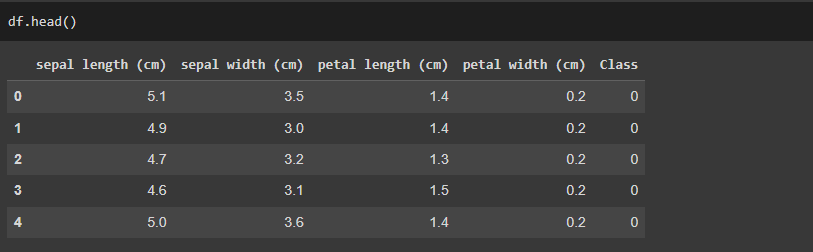 df.head()
sepal length (cm) sepal width (cm) petal length (cm) petal width (cm) Class
0 5.1 3.5 1.4 0.2 0
1 4.9 3.0 1.4 0.2 0
2 4.7 3.2 1.3 0.2 0
3 4.6 3.1 1.5 0.2 0
4 5.0 3.6 1.4 0.2 0